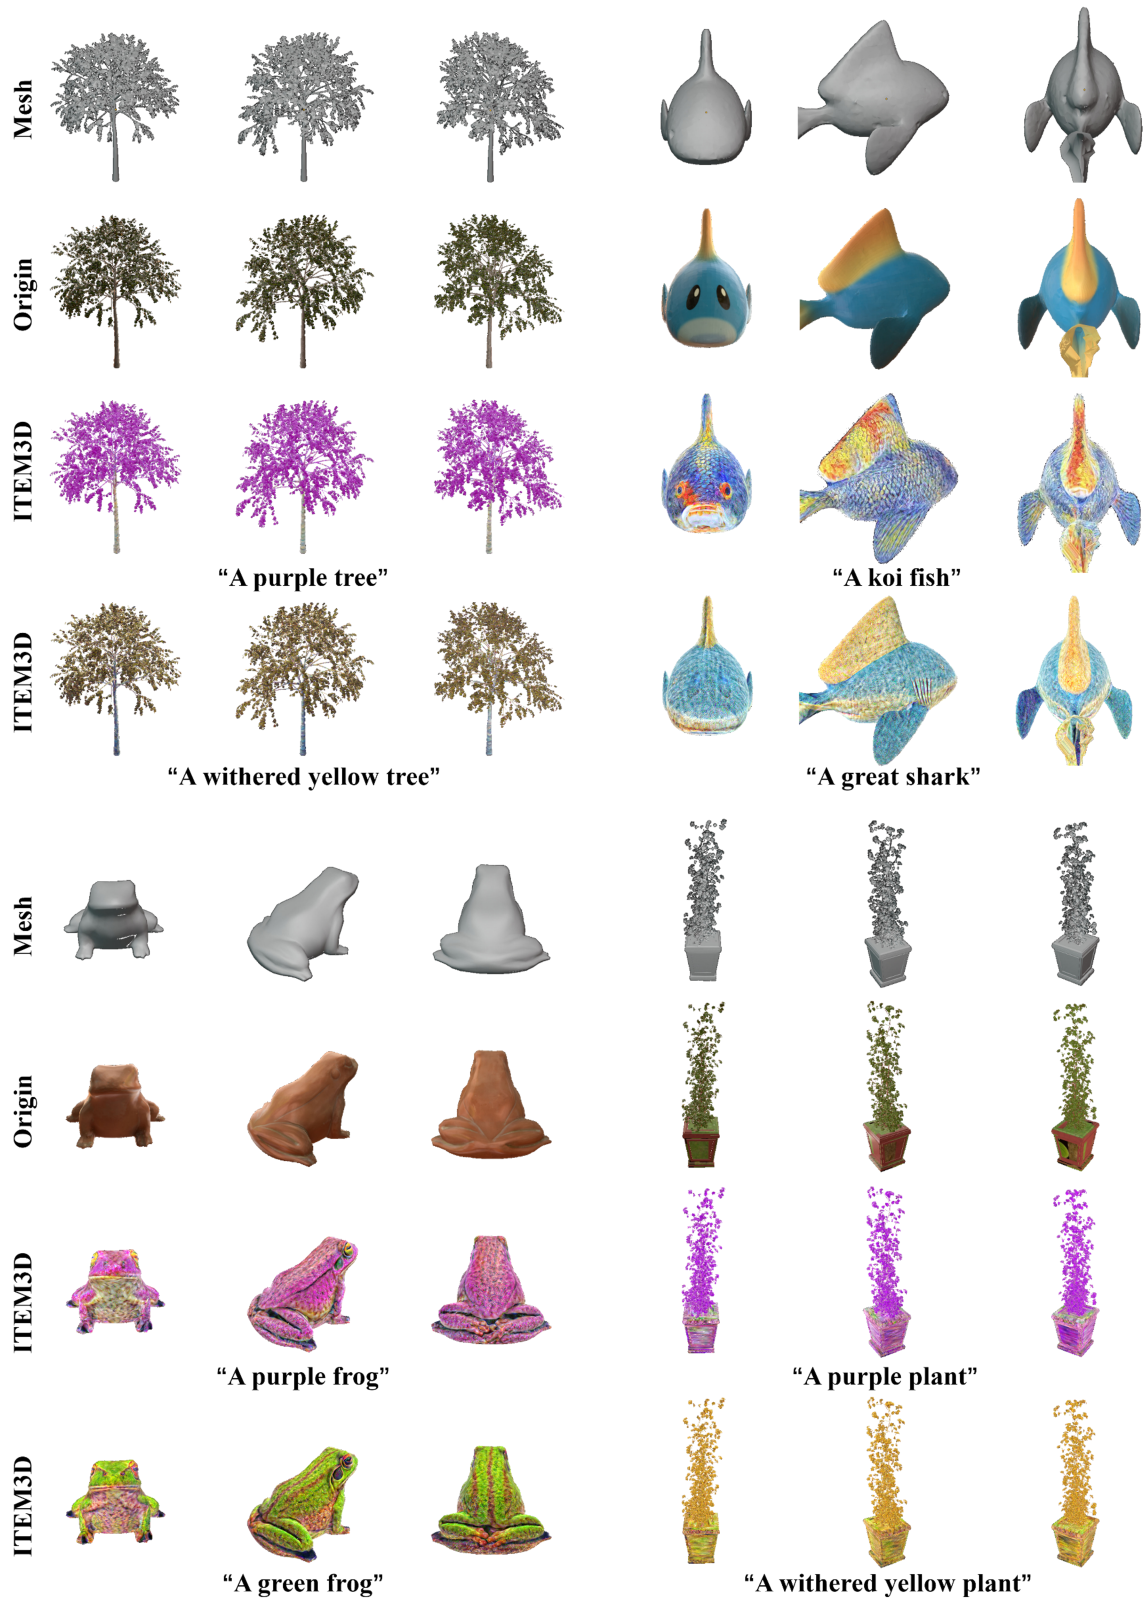 Mesh
Origin
ITEM3D
“A purple tree”
“A koi fish”
ITEM3D
“A withered yellow tree”
“A great shark”
Mesh
Origin
ITEM3D
“A purple frog”
“A purple plant”
ITEM3D
“A green frog”
“A withered yellow plant”